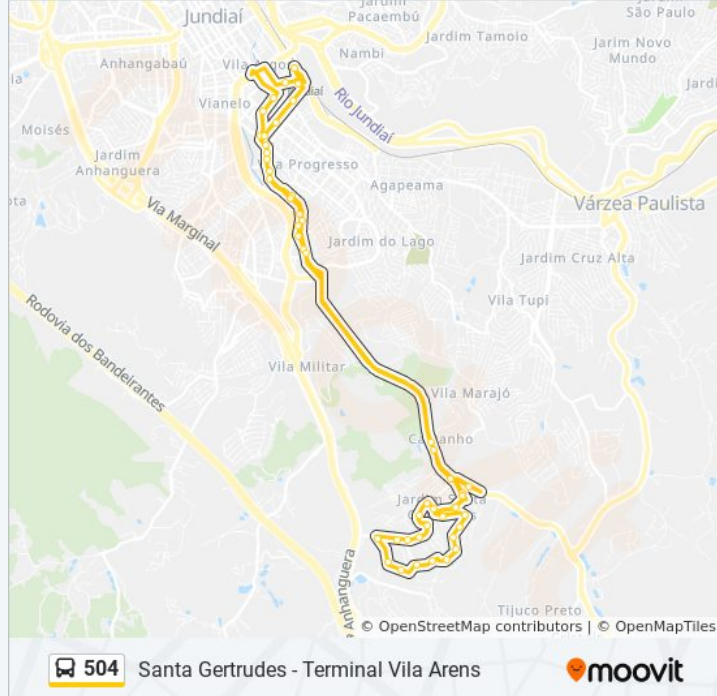 Jardim
Pacaembú
São Paulo
Jundiaí
Jardim Tamoio
Jarim Novo
Mundo
Nambi
Anhangabaú
Vianelo
Rio Jundiaí
Moisés
Jardim
Anhanguera
Progresso
Agapeama
Várzea Paulista
Via Marginal
Jardim do Lago
Jardim Cruz Alta
Vila Tupi
Rodovia dos Bandeirantes
Vila Militar
Vila Marajó
Tijuco Preto
© OpenStreetMap contributors | © OpenMapTiles
504 Santa Gertrudes - Terminal Vila Arens
moovit